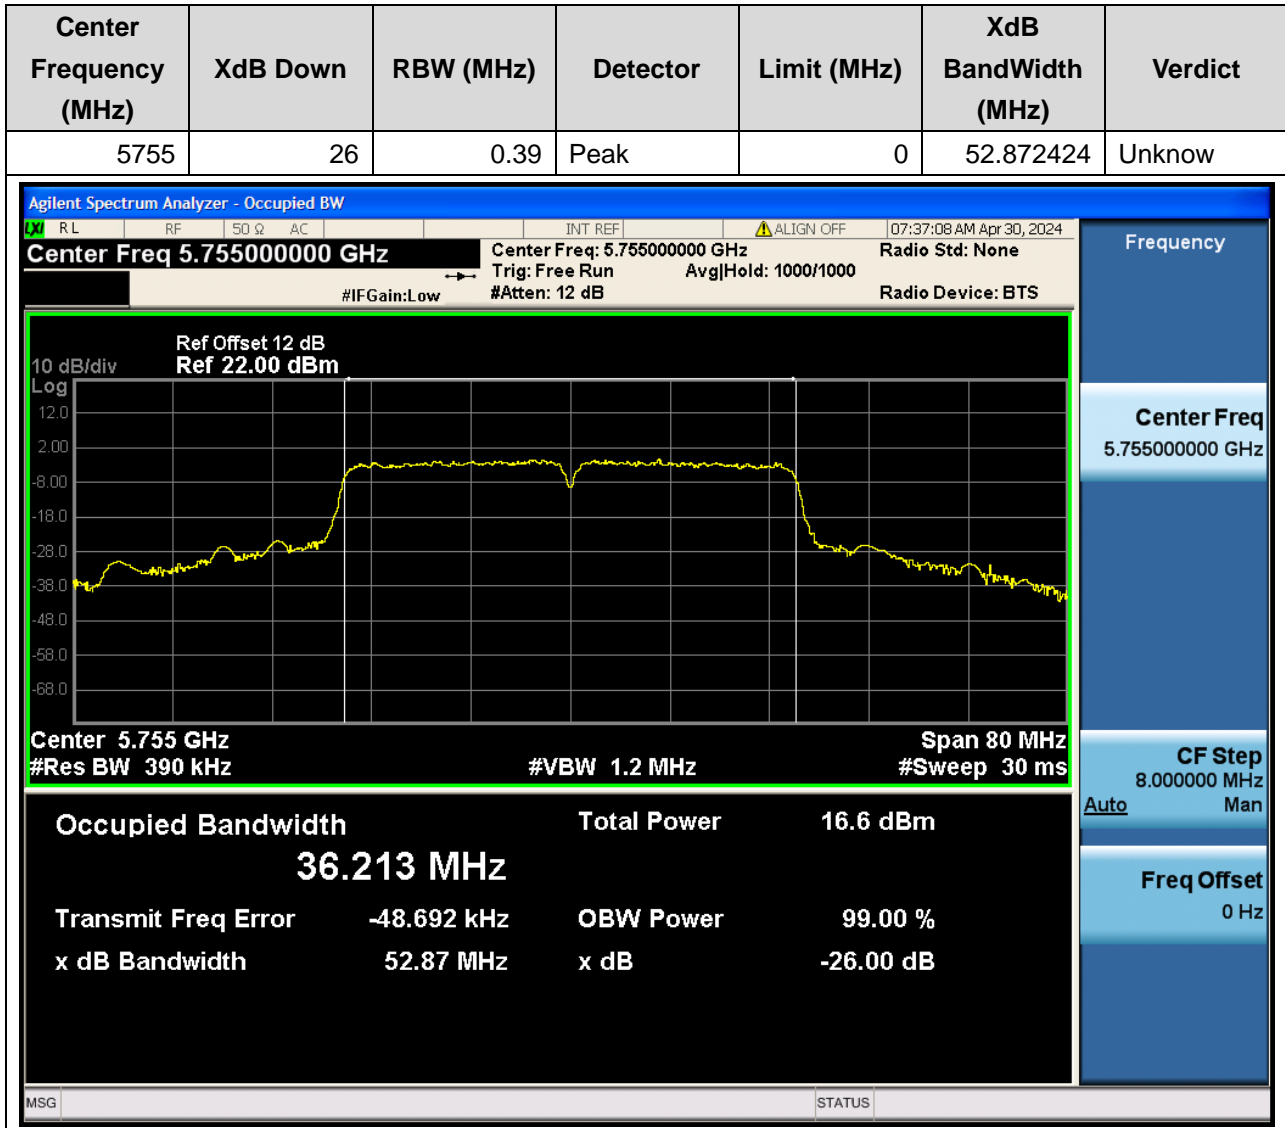 Center Frequency (MHz) XdB Down RBW (MHz) Detector Limit (MHz) XdB BandWidth (MHz) Verdict
5755 26 0.39 Peak 0 52.872424 Unknow
Agilent Spectrum Analyzer - Occupied BW
LXI RL RF 50 Ω AC INT REF ALIGN OFF 07:37:08 AM Apr 30, 2024
Center Freq 5.755000000 GHz
Center Freq: 5.755000000 GHz Radio Std: None
Trig: Free Run Avg|Hold: 1000/1000
#IFGain:Low #Atten: 12 dB Radio Device: BTS
Ref Offset 12 dB
10 dB/div Ref 22.00 dBm
Log
12.0
2.00
-8.00
-18.0
-28.0
-38.0
-48.0
-58.0
-68.0
Center 5.755 GHz Span 80 MHz
#Res BW 390 kHz #VBW 1.2 MHz #Sweep 30 ms
Occupied Bandwidth Total Power 16.6 dBm
36.213 MHz
Transmit Freq Error -48.692 kHz OBW Power 99.00 %
x dB Bandwidth 52.87 MHz x dB -26.00 dB
Frequency
Center Freq
5.755000000 GHz
CF Step
8.000000 MHz
Auto Man
Freq Offset
0 Hz
MSG STATUS